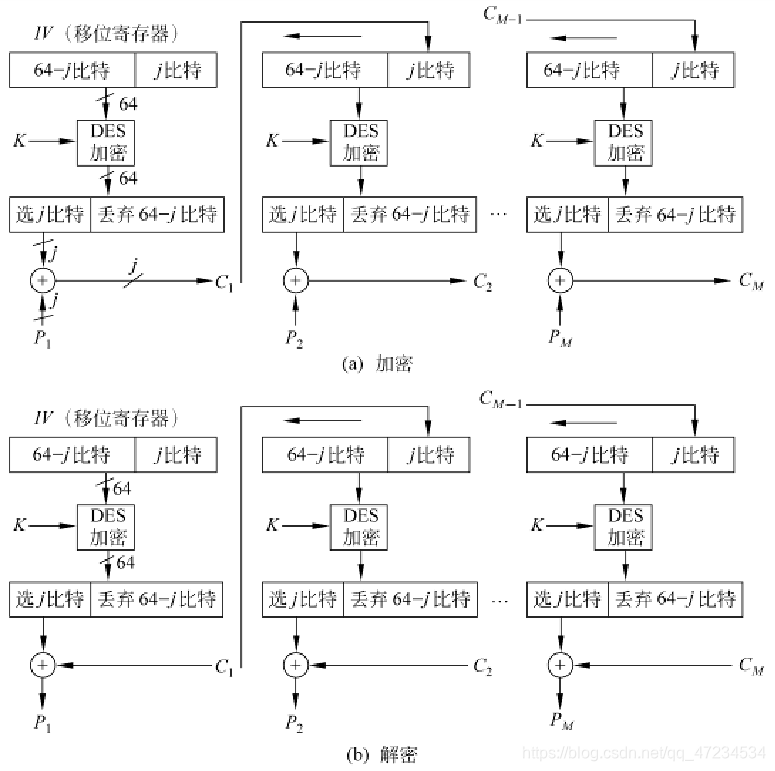 IV（移位寄存器） C_{M-1}
64-j比特 j比特 64-j比特 j比特 64-j比特 j比特
64
K DES 加密 K DES 加密 K DES 加密
64
选j比特 丢弃64-j比特 选j比特 丢弃64-j比特 … 选j比特 丢弃64-j比特
j j
+ C_1 + C_2 + C_M
j
P_1 P_2 P_M
(a) 加密
IV（移位寄存器） C_{M-1}
64-j比特 j比特 64-j比特 j比特 64-j比特 j比特
64
K DES 加密 K DES 加密 K DES 加密
64
选j比特 丢弃64-j比特 选j比特 丢弃64-j比特 … 选j比特 丢弃64-j比特
+ C_1 + C_2 + C_M
P_1 P_2 P_M
(b) 解密
https://blog.csdn.net/qq_47234534